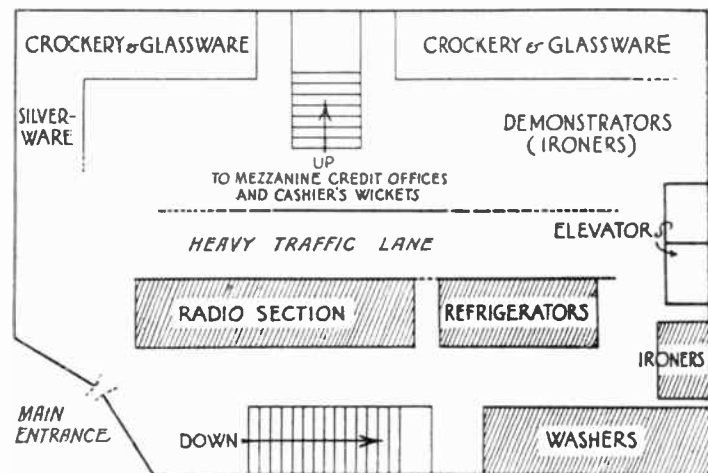 CROCKERY & GLASSWARE
CROCKERY & GLASSWARE
SILVER-
WARE
DEMONSTRATORS
(IRONERS)
UP
TO MEZZANINE CREDIT OFFICES
AND CASHIER'S WICKETS
ELEVATORS
HEAVY TRAFFIC LANE
RADIO SECTION
REFRIGERATORS
IRONERS
MAIN
ENTRANCE
DOWN
WASHERS